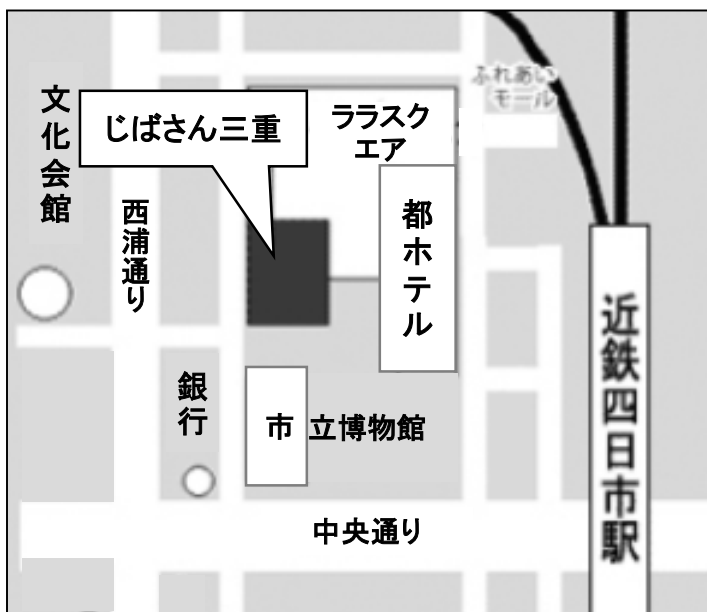 文化会館
じばさん三重
ララスク
エア
ふれあい
モール
西浦通り
都ホテル
近鉄四日市駅
銀行
市立博物館
中央通り